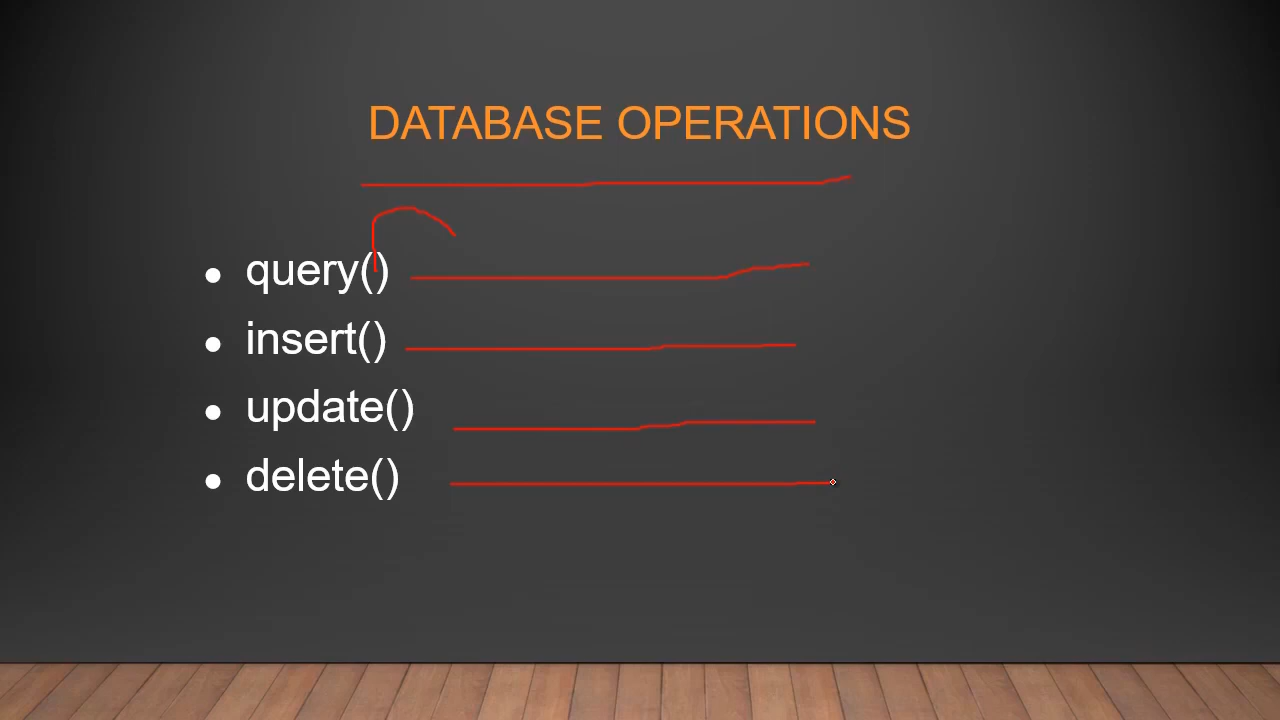 DATABASE OPERATIONS
• query()
• insert()
• update()
• delete()